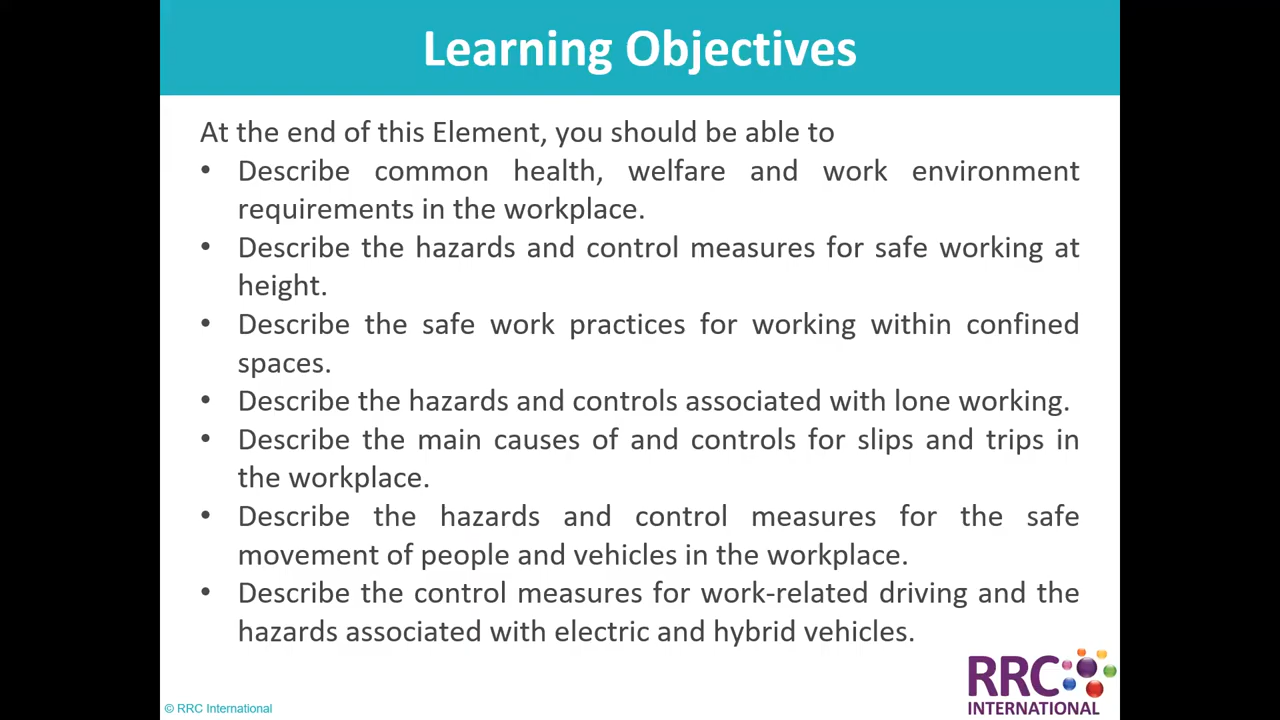 Learning Objectives
At the end of this Element, you should be able to
• Describe common health, welfare and work environment
requirements in the workplace.
• Describe the hazards and control measures for safe working at
height.
• Describe the safe work practices for working within confined
spaces.
• Describe the hazards and controls associated with lone working.
• Describe the main causes of and controls for slips and trips in
the workplace.
• Describe the hazards and control measures for the safe
movement of people and vehicles in the workplace.
• Describe the control measures for work-related driving and the
hazards associated with electric and hybrid vehicles.
RRC
INTERNATIONAL
© RRC International